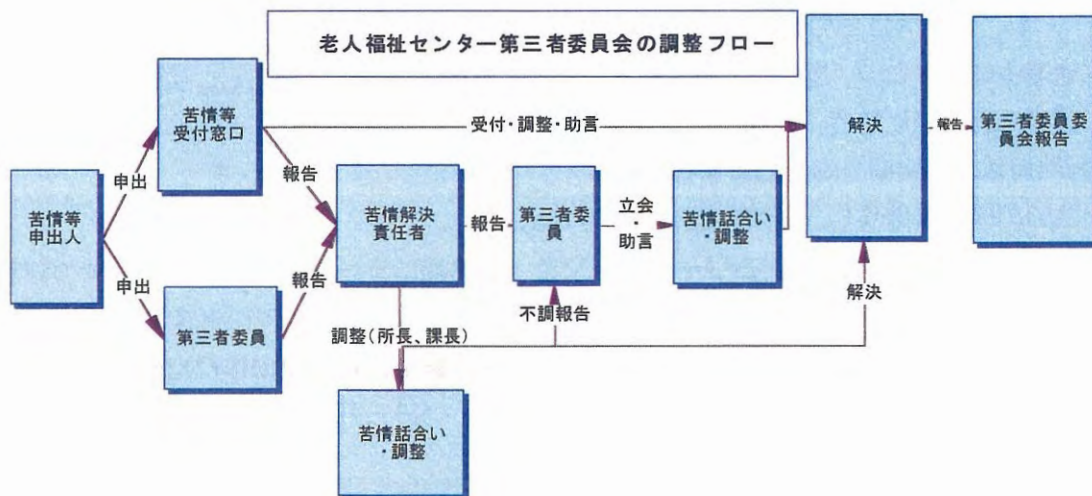 老人福祉センター第三者委員会の調整フロー
苦情等
申出人
申出
申出
苦情等
受付窓口
第三者委員
受付・調整・助言
報告
報告
苦情解決
責任者
報告
第三者委
員
立会
・
助言
苦情話合い
・調整
解決
報告
第三者委員委
員会報告
調整(所長、課長)
不調報告
解決
苦情話合い
・調整